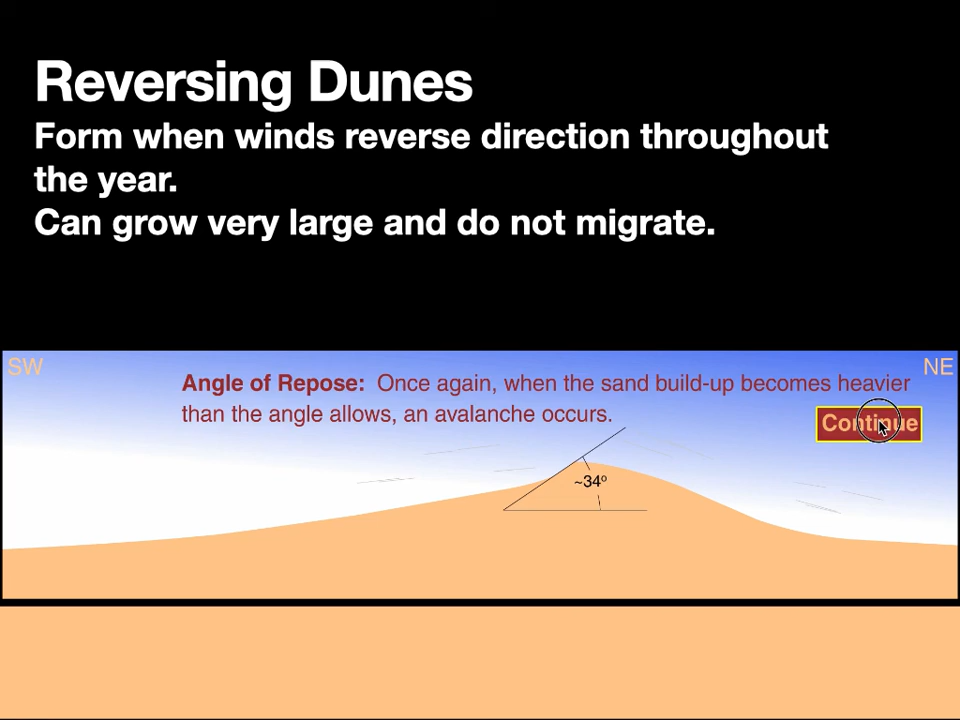 Reversing Dunes
Form when winds reverse direction throughout
the year.
Can grow very large and do not migrate.
SW
NE
Angle of Repose: Once again, when the sand build-up becomes heavier
than the angle allows, an avalanche occurs.
Continue
~34º